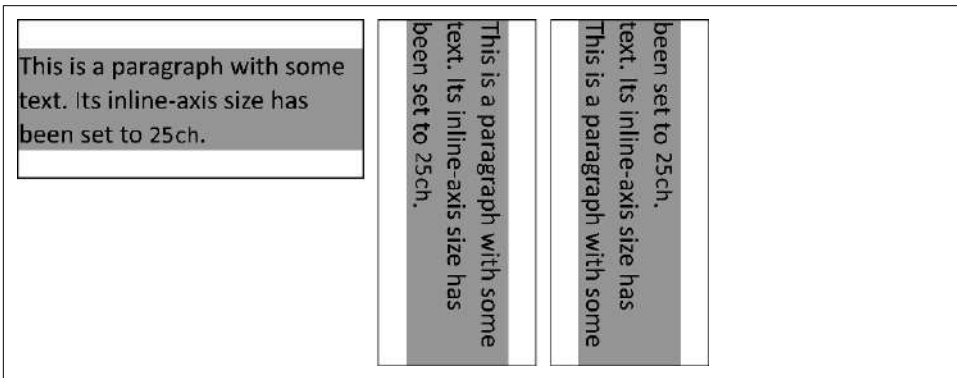 This is a paragraph with some
text. Its inline-axis size has
been set to 25ch.
This is a paragraph with some
text. Its inline-axis size has
been set to 25ch.
This is a paragraph with some
text. Its inline-axis size has
been set to 25ch.